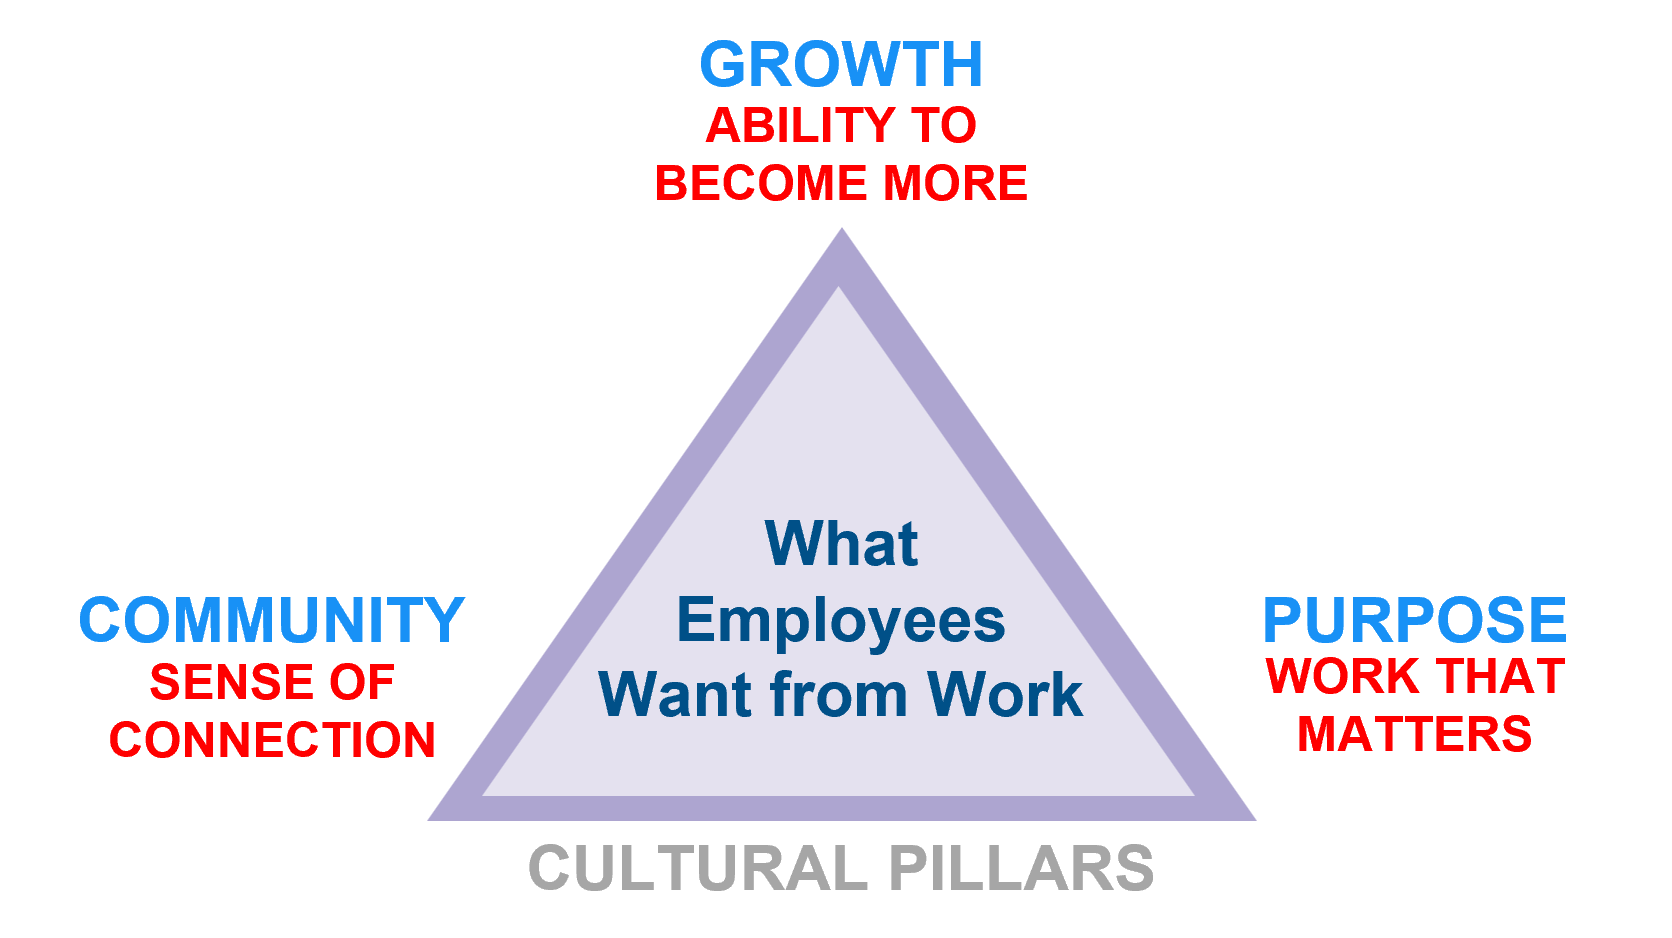 GROWTH
ABILITY TO
BECOME MORE
What
Employees
Want from Work
COMMUNITY
SENSE OF
CONNECTION
PURPOSE
WORK THAT
MATTERS
CULTURAL PILLARS